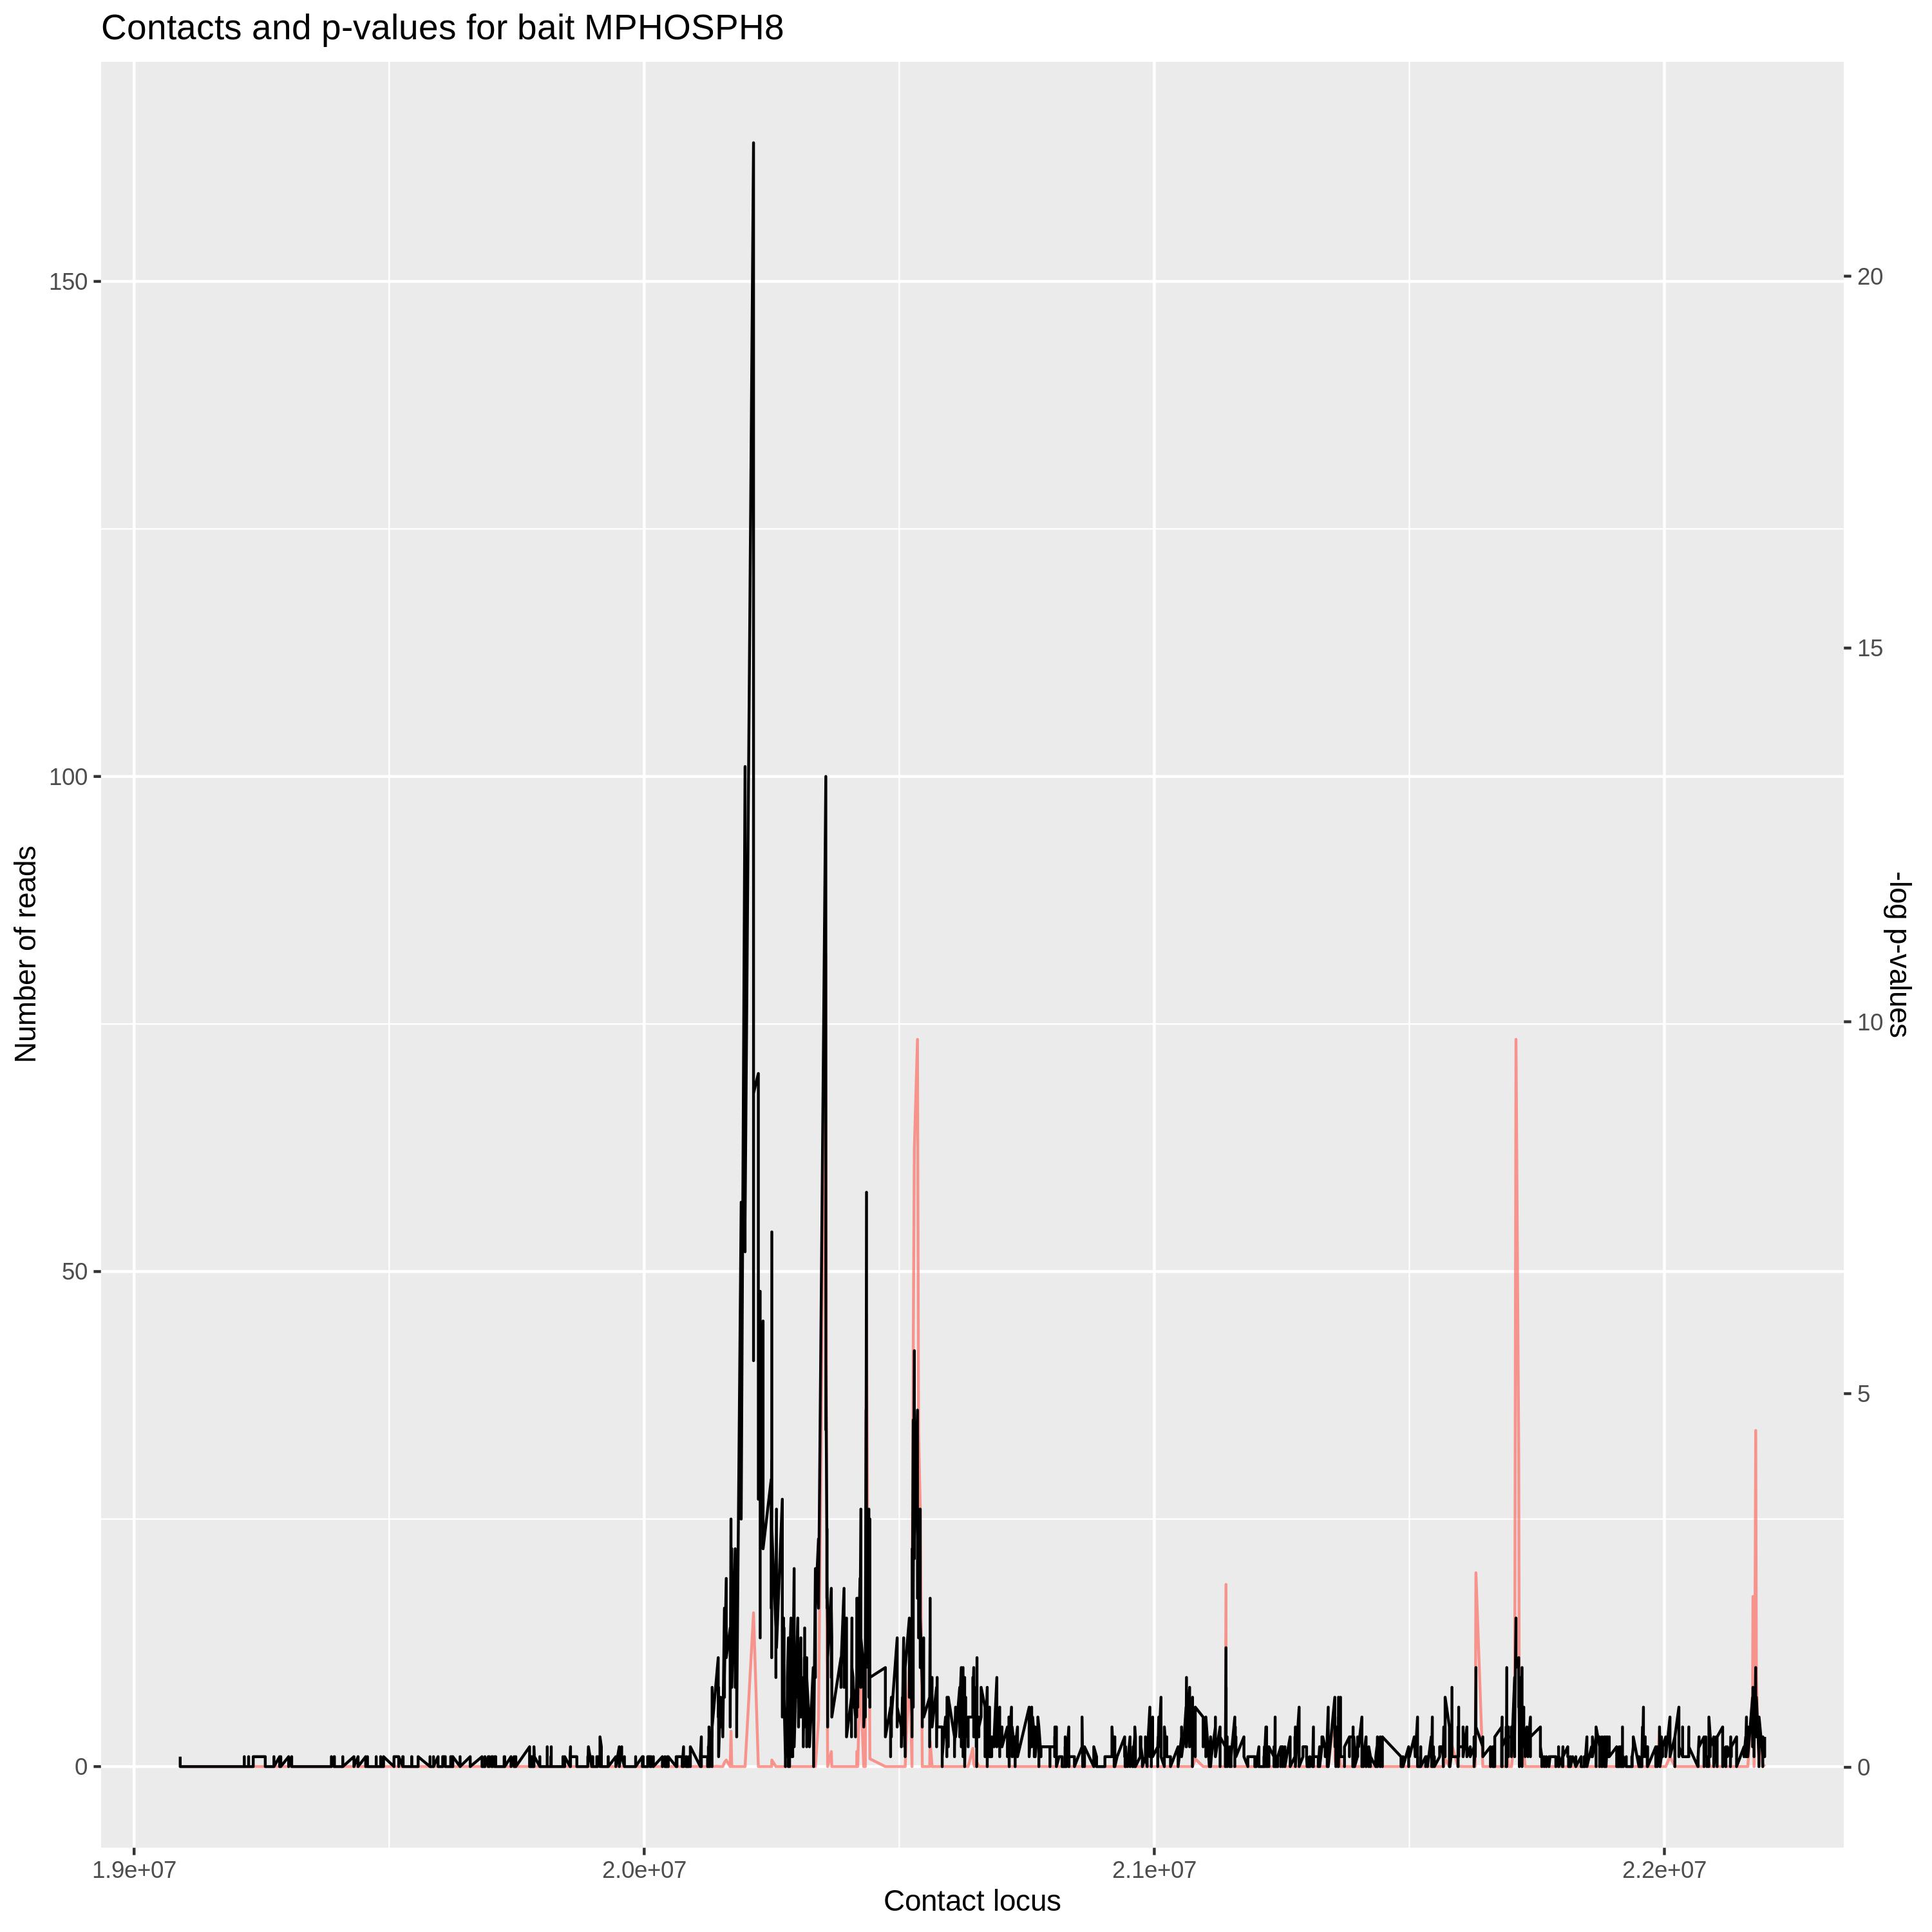 Contacts and p-values for bait MPHOSPH8
150
100
50
0
Number of reads
20
15
10
5
0
-log p-values
1.9e+07
2.0e+07
2.1e+07
2.2e+07
Contact locus